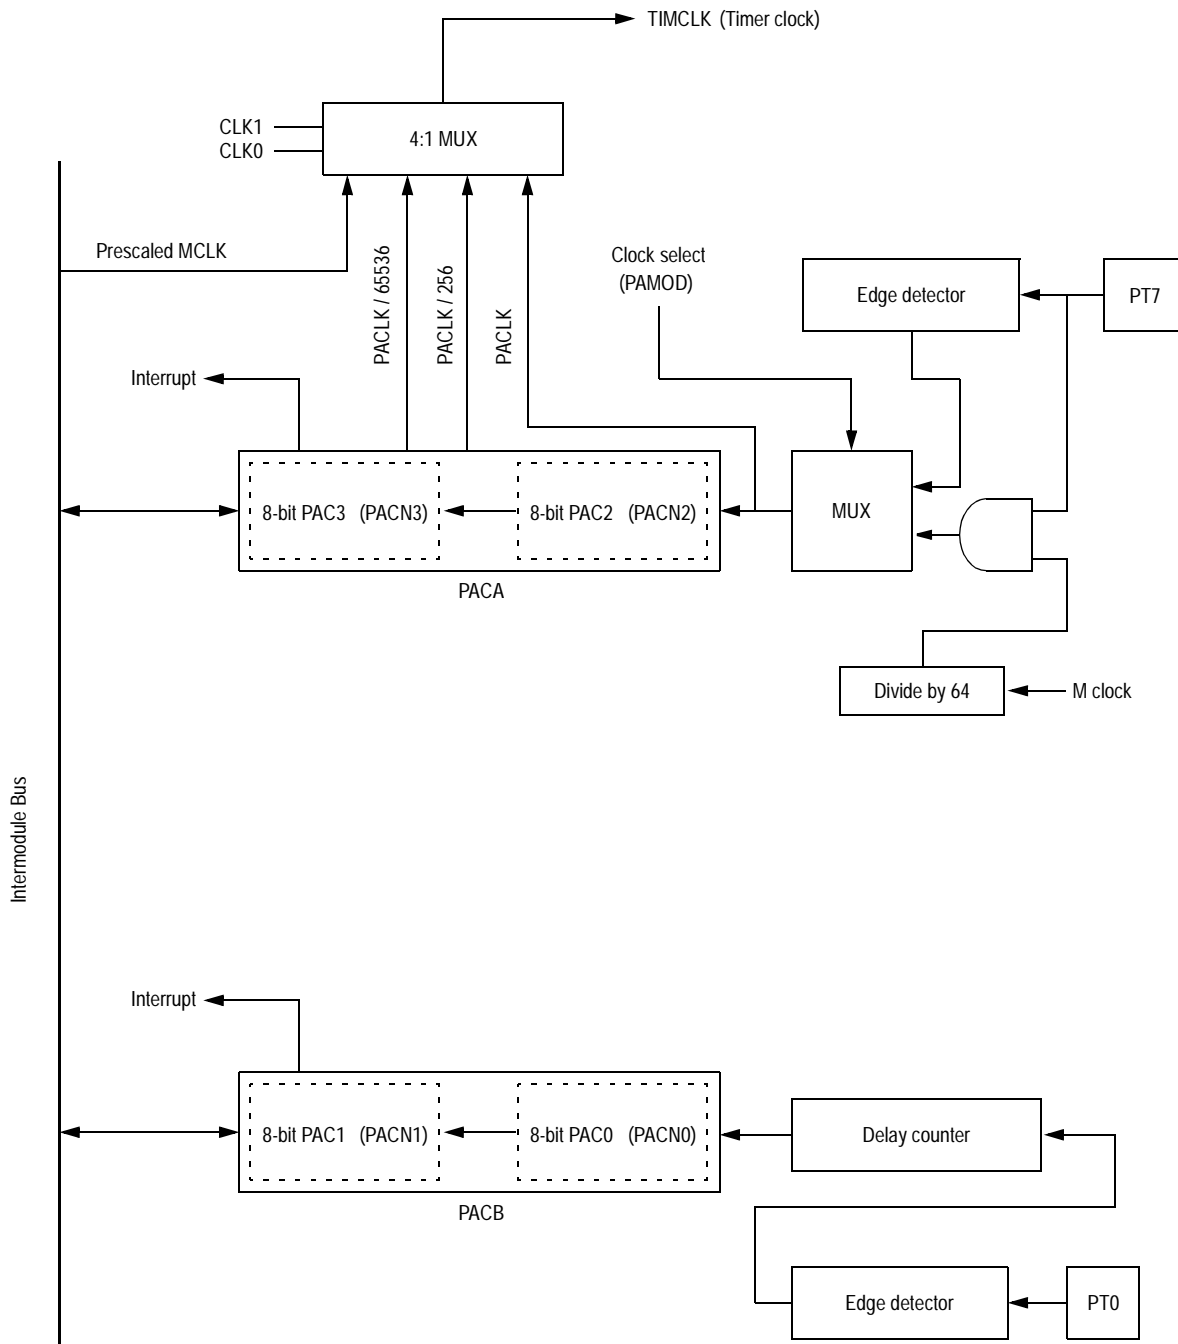 TIMCLK (Timer clock)
CLK1
CLK0
4:1 MUX
Prescaled MCLK
PACLK / 65536
PACLK / 256
PACLK
Clock select
(PAMOD)
Edge detector
PT7
Interrupt
8-bit PAC3 (PACN3)
8-bit PAC2 (PACN2)
MUX
PACA
Divide by 64
M clock
Intermodule Bus
Interrupt
8-bit PAC1 (PACN1)
8-bit PAC0 (PACN0)
Delay counter
PACB
Edge detector
PT0